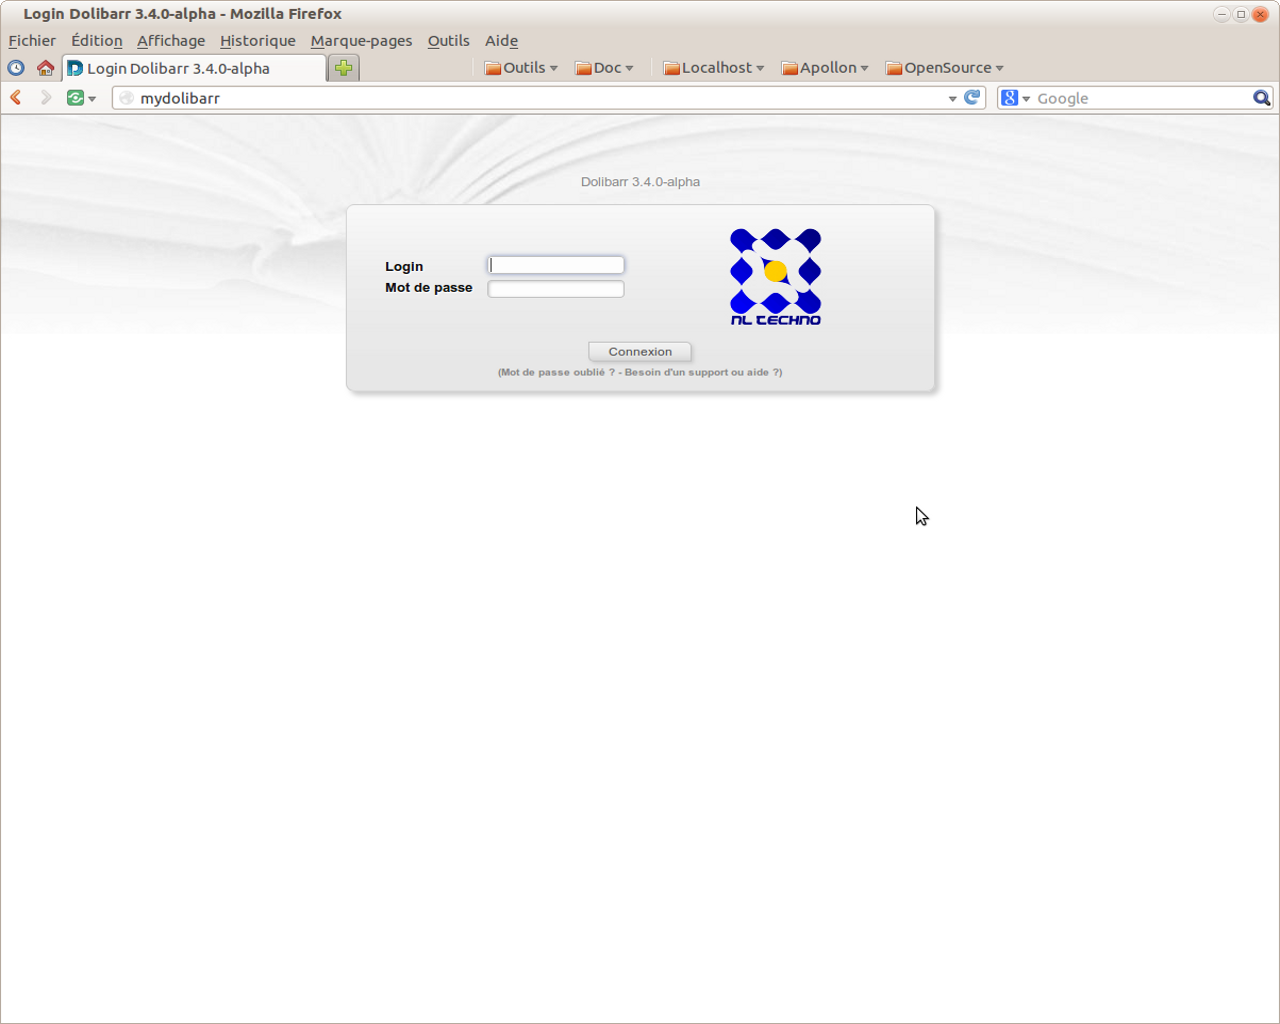 Login Dolibarr 3.4.0-alpha - Mozilla Firefox
Fichier Édition Affichage Historique Marque-pages Outils Aide
Login Dolibarr 3.4.0-alpha Outils Doc Localhost Apollon OpenSource
mydolibarr Google
Dolibarr 3.4.0-alpha
Login
Mot de passe
NL TECHNO
Connexion
(Mot de passe oublié ? - Besoin d'un support ou aide ?)